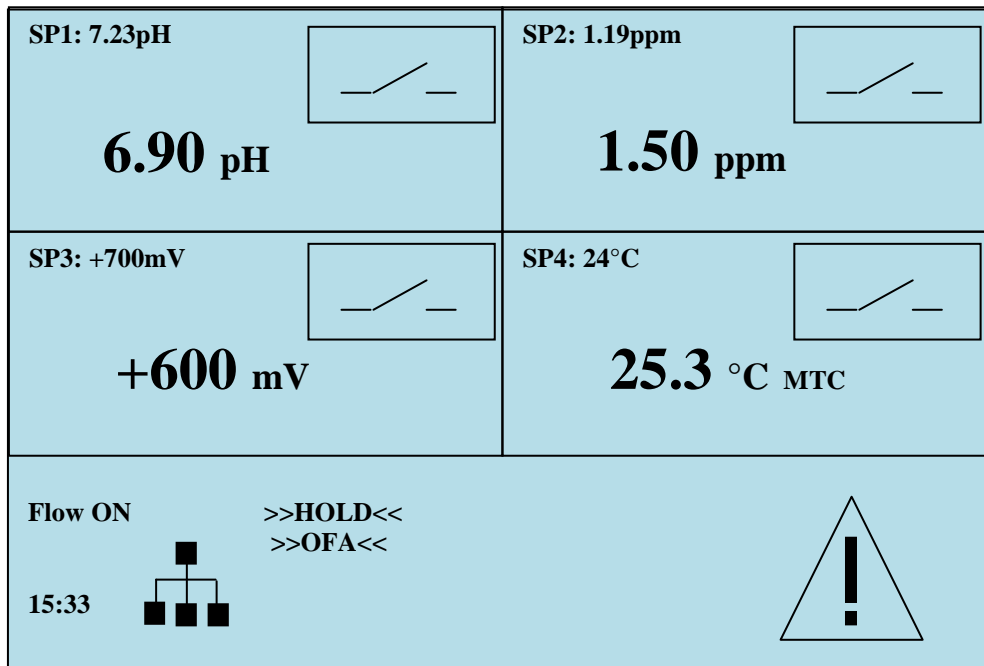 SP1: 7.23pH
6.90 pH
SP2: 1.19ppm
1.50 ppm
SP3: +700mV
+600 mV
SP4: 24°C
25.3 °C MTC
Flow ON
>>HOLD<<
>>OFA<<
15:33
!